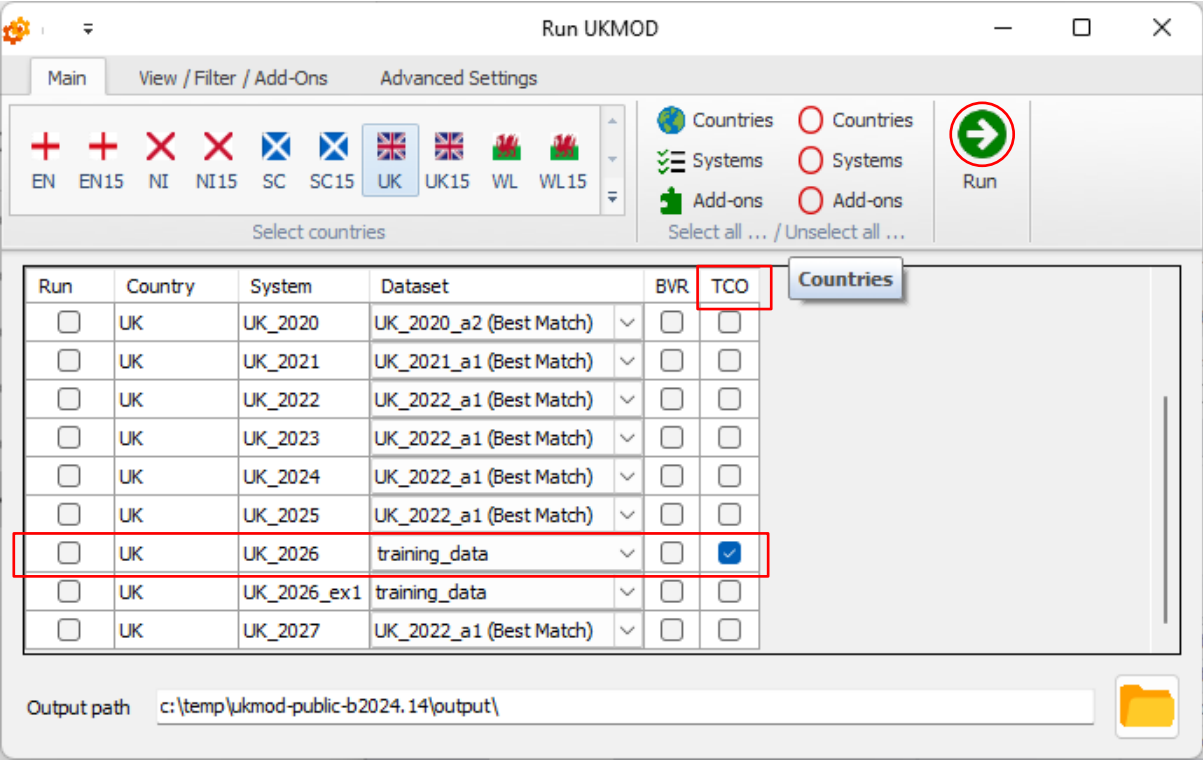 Run UKMOD
Main View / Filter / Add-Ons Advanced Settings
EN EN15 NI NI15 SC SC15 UK UK15 WL WL15
Select countries
Countries Countries
Systems Systems
Add-ons Add-ons
Select all ... / Unselect all ...
Run
Countries
Run Country System Dataset BVR TCO
UK UK_2020 UK_2020_a2 (Best Match)
UK UK_2021 UK_2021_a1 (Best Match)
UK UK_2022 UK_2022_a1 (Best Match)
UK UK_2023 UK_2022_a1 (Best Match)
UK UK_2024 UK_2022_a1 (Best Match)
UK UK_2025 UK_2022_a1 (Best Match)
UK UK_2026 training_data
UK UK_2026_ex1 training_data
UK UK_2027 UK_2022_a1 (Best Match)
Output path c:\temp\ukmod-public-b2024.14\output\